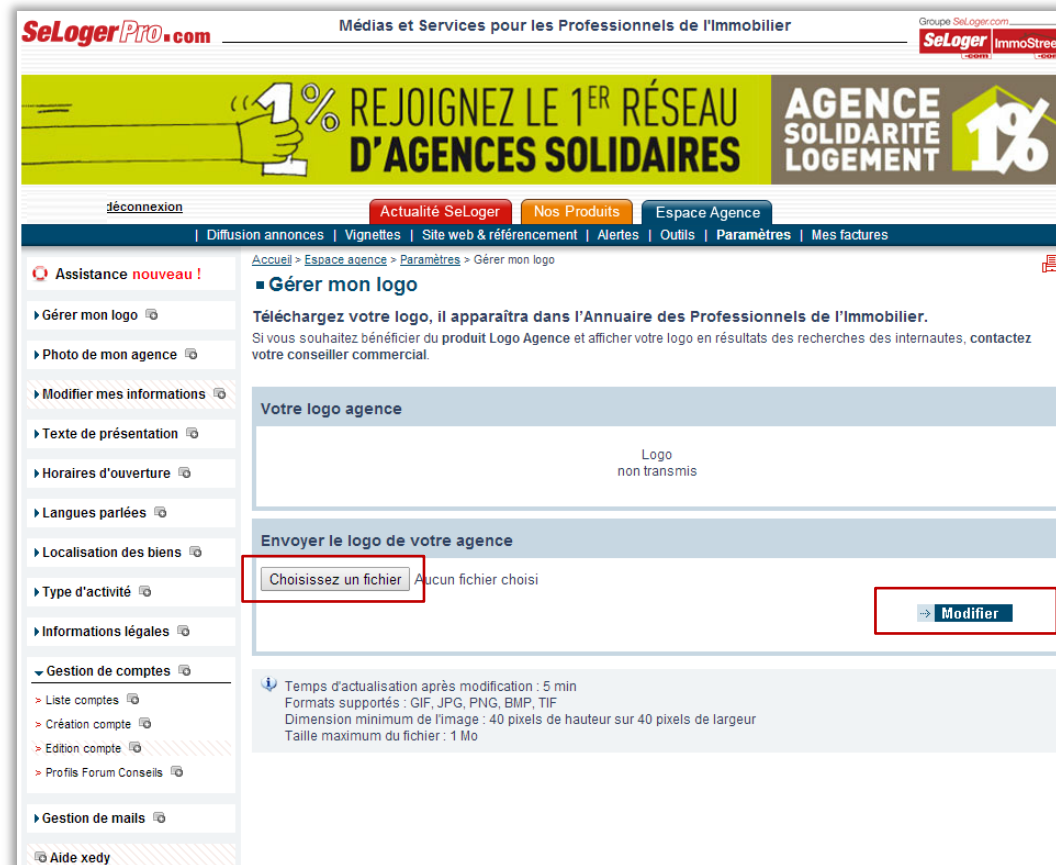 SeLogerPro.com
Médias et Services pour les Professionnels de l'Immobilier
Groupe SeLoger.com
SeLoger .com
ImmoStree
.com
1% REJOIGNEZ LE 1ER RÉSEAU
D'AGENCES SOLIDAIRES
AGENCE
SOLIDARITÉ
LOGEMENT
1%
déconnexion
Actualité SeLoger
Nos Produits
Espace Agence
| Diffusion annonces | Vignettes | Site web & référencement | Alertes | Outils | Paramètres | Mes factures
Assistance nouveau !
Gérer mon logo
Photo de mon agence
Modifier mes informations
Texte de présentation
Horaires d'ouverture
Langues parlées
Localisation des biens
Type d'activité
Informations légales
Gestion de comptes
> Liste comptes
> Création compte
> Edition compte
> Profils Forum Conseils
Gestion de mails
Aide xedy
Accueil > Espace agence > Paramètres > Gérer mon logo
Gérer mon logo
Téléchargez votre logo, il apparaîtra dans l'Annuaire des Professionnels de l'Immobilier.
Si vous souhaitez bénéficier du produit Logo Agence et afficher votre logo en résultats des recherches des internautes, contactez
votre conseiller commercial.
Votre logo agence
Logo
non transmis
Envoyer le logo de votre agence
Choisissez un fichier Aucun fichier choisi
Modifier
Temps d'actualisation après modification : 5 min
Formats supportés : GIF, JPG, PNG, BMP, TIF
Dimension minimum de l'image : 40 pixels de hauteur sur 40 pixels de largeur
Taille maximum du fichier : 1 Mo